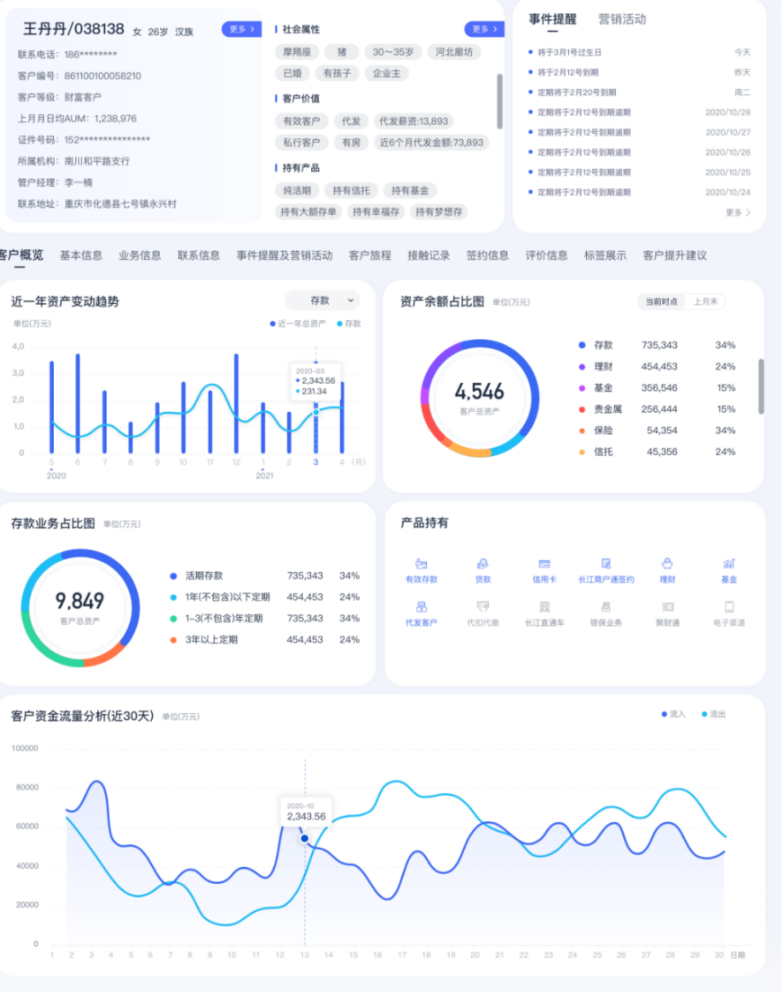 王丹丹/038138 女 26岁 汉族
更多 >
联系电话：186********
客户编号：861100100058210
客户等级：财富客户
上月月日均AUM：1,238,976
证件号码：152***************
所属机构：南川和平路支行
管户经理：李一楠
联系地址：重庆市化德县七号镇永兴村
社会属性
更多 >
摩羯座 猪 30～35岁 河北廊坊
已婚 有孩子 企业主
客户价值
有效客户 代发 代发薪资:13,893
私行客户 有房 近6个月代发金额:73,893
持有产品
纯活期 持有信托 持有基金
持有大额存单 持有幸福存 持有梦想存
事件提醒 营销活动
将于3月1号过生日 今天
将于2月12号到期 昨天
定期将于2月20号到期 周二
定期将于2月12号到期逾期 2020/10/28
定期将于2月12号到期逾期 2020/10/27
定期将于2月12号到期逾期 2020/10/26
定期将于2月12号到期逾期 2020/10/25
定期将于2月12号到期逾期 2020/10/24
更多 >
客户概览 基本信息 业务信息 联系信息 事件提醒及营销活动 客户旅程 接触记录 签约信息 评价信息 标签展示 客户提升建议
近一年资产变动趋势
存款
单位(万元)
近一年总资产 存款
4,0
3,0
2,0
1,0
0
2020-03
2,343.56
231.34
5 6 7 8 9 10 11 12 1 2 3 4 (月)
2020 2021
资产余额占比图 单位(万元)
当前时点 上月末
4,546
客户总资产
存款 735,343 34%
理财 454,453 24%
基金 356,546 15%
贵金属 256,444 15%
保险 54,354 34%
信托 45,356 24%
存款业务占比图 单位(万元)
9,849
客户总资产
活期存款 735,343 34%
1年(不包含)以下定期 454,453 24%
1–3(不包含)年定期 735,343 34%
3年以上定期 454,453 24%
产品持有
有效存款 贷款 信用卡 长江商户通签约 理财 基金
代发客户 代扣代缴 长江直通车 银保业务 聚财通 电子渠道
客户资金流量分析(近30天) 单位(万元)
流入 流出
100000
80000
60000
40000
20000
0
2020-10
2,343.56
1 2 3 4 5 6 7 8 9 10 11 12 13 14 15 16 17 18 19 20 21 22 23 24 25 26 27 28 29 30 日期